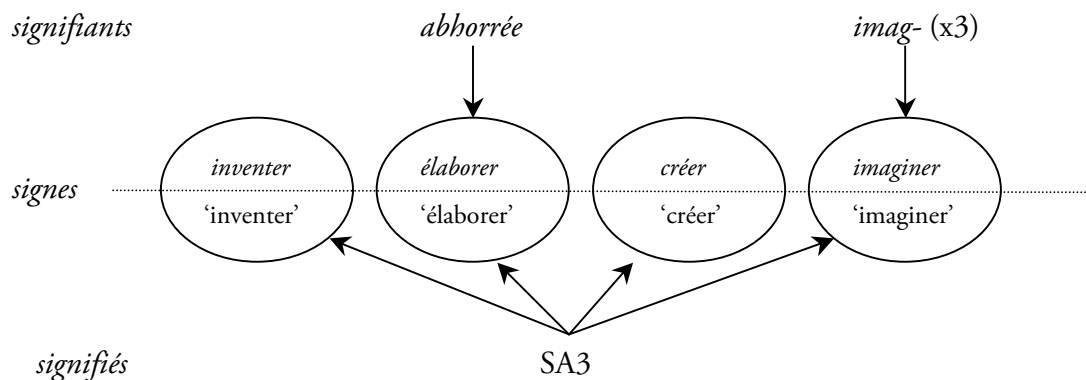 signifiants abhorrée imag- (x3)
inventer élaborer créer imaginer
signes
‘inventer’ ‘élaborer’ ‘créer’ ‘imaginer’
signifiés SA3